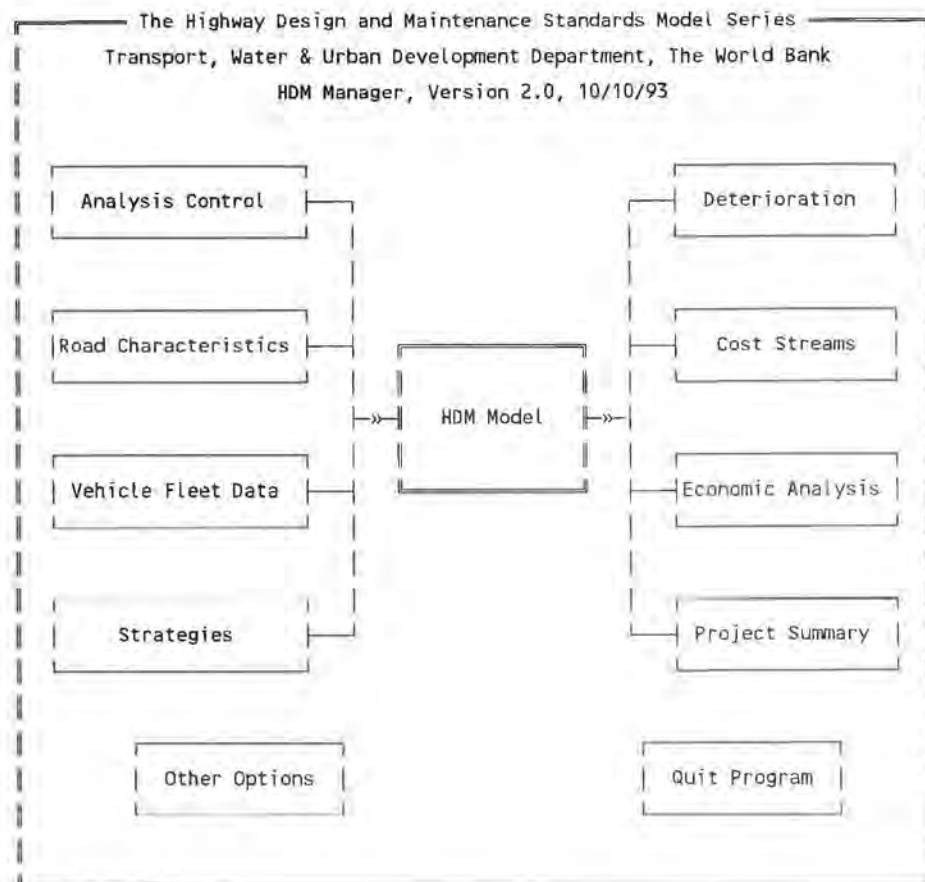 The Highway Design and Maintenance Standards Model Series
Transport, Water & Urban Development Department, The World Bank
HDM Manager, Version 2.0, 10/10/93
Analysis Control
Deterioration
Road Characteristics
Cost Streams
HDM Model
Vehicle Fleet Data
Economic Analysis
Strategies
Project Summary
Other Options
Quit Program